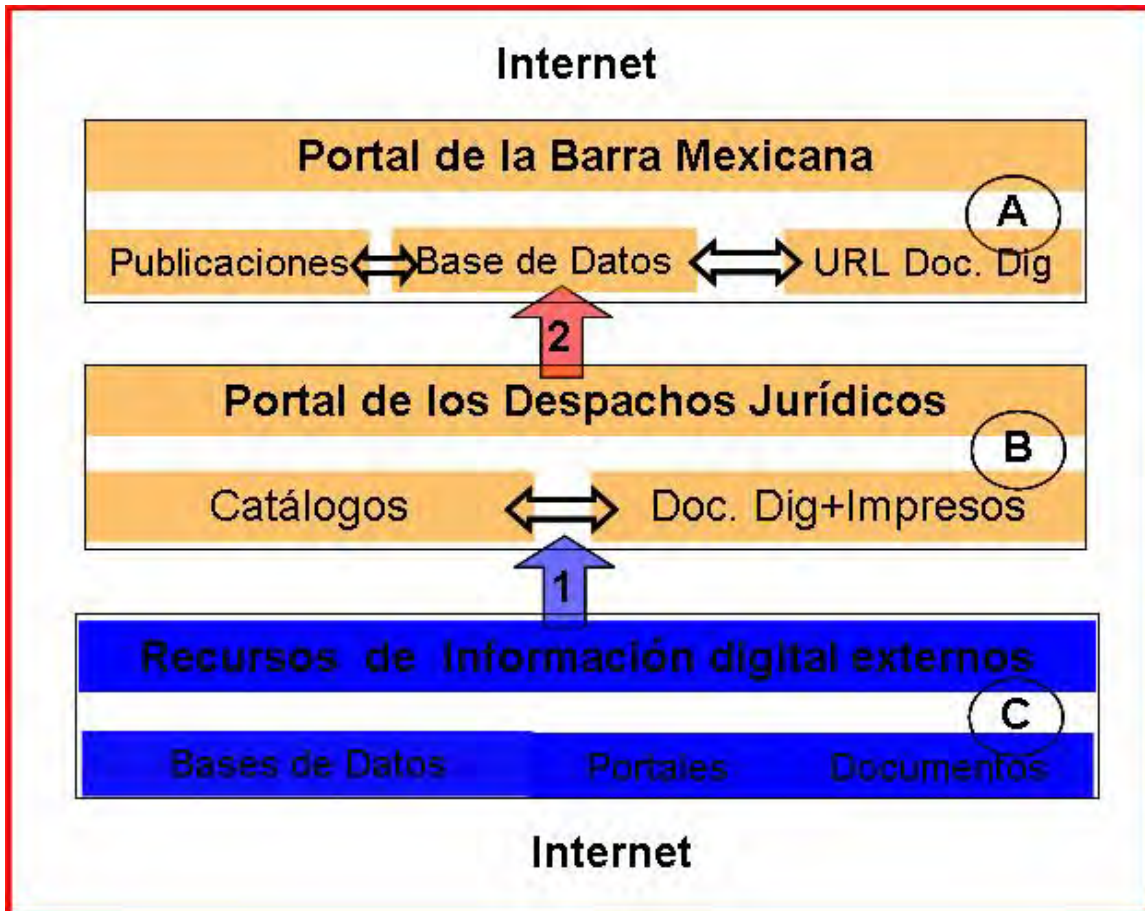 Internet
Portal de la Barra Mexicana
A
Publicaciones Base de Datos URL Doc. Dig
2
Portal de los Despachos Jurídicos
B
Catálogos Doc. Dig+Impresos
1
Recursos de Información digital externos
C
Bases de Datos Portales Documentos
Internet